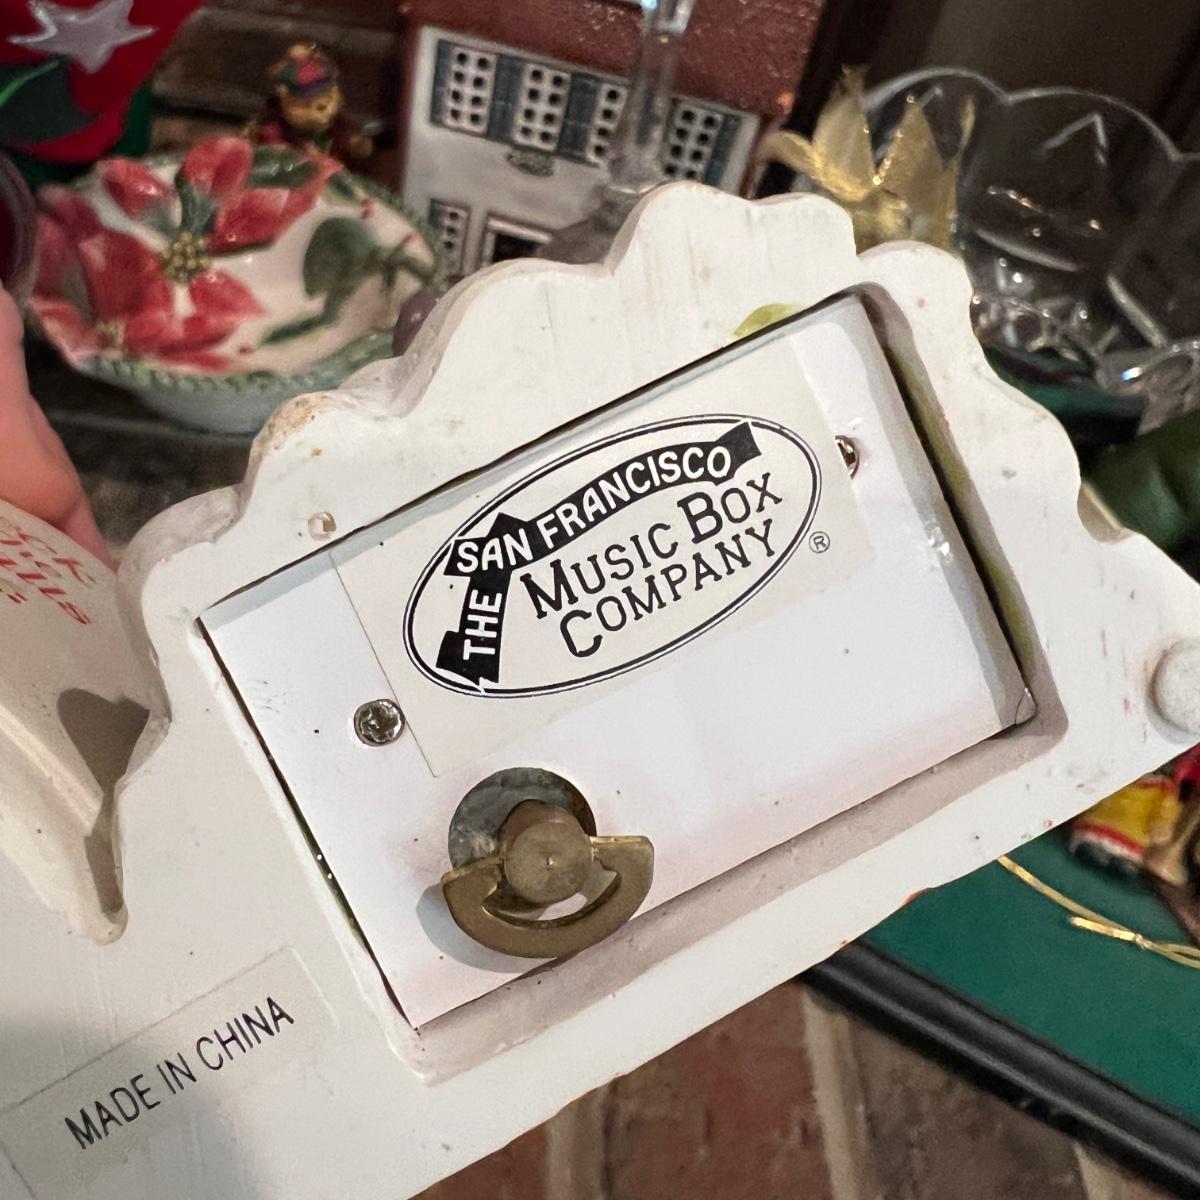 THE SAN FRANCISCO
MUSIC BOX
COMPANY
®
MADE IN CHINA